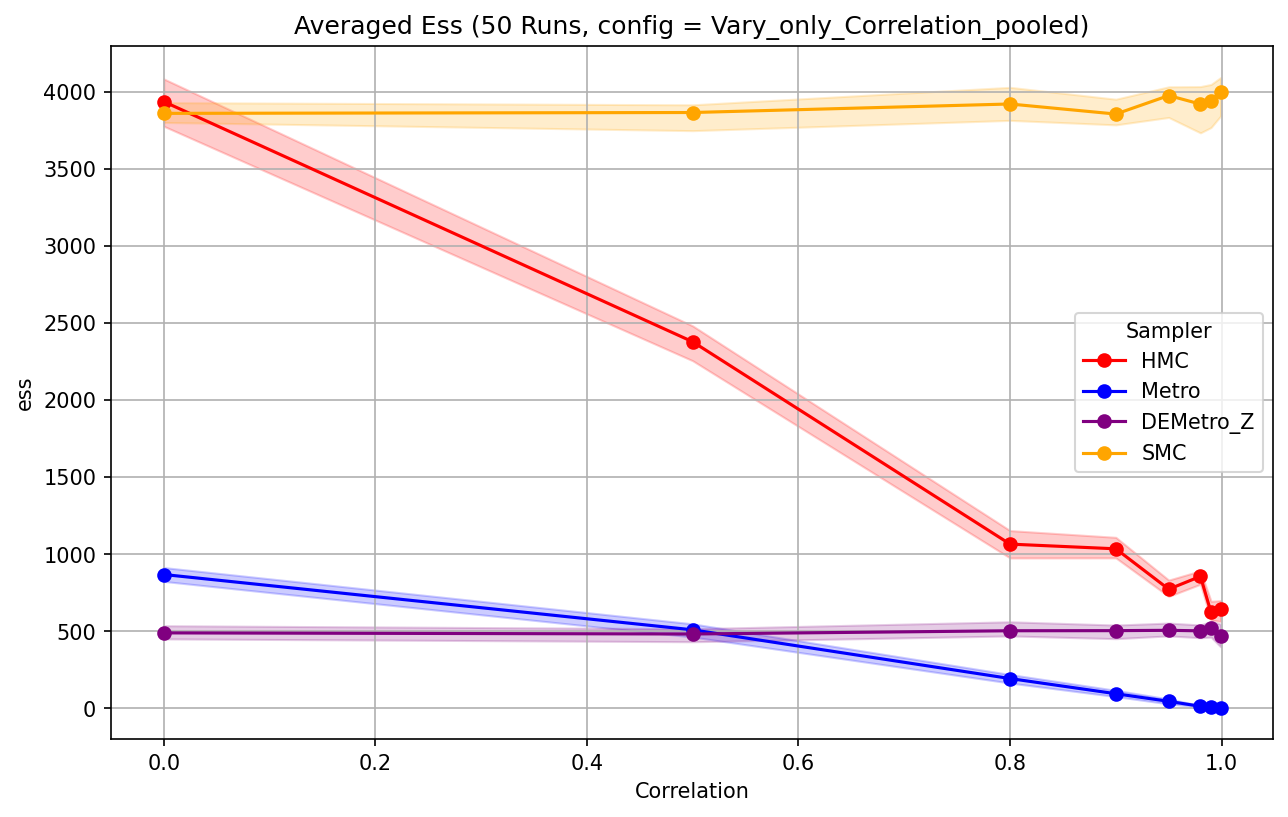 Averaged Ess (50 Runs, config = Vary_only_Correlation_pooled)
ess
4000
3500
3000
2500
2000
1500
1000
500
0
Sampler
HMC
Metro
DEMetro_Z
SMC
0.0 0.2 0.4 0.6 0.8 1.0
Correlation